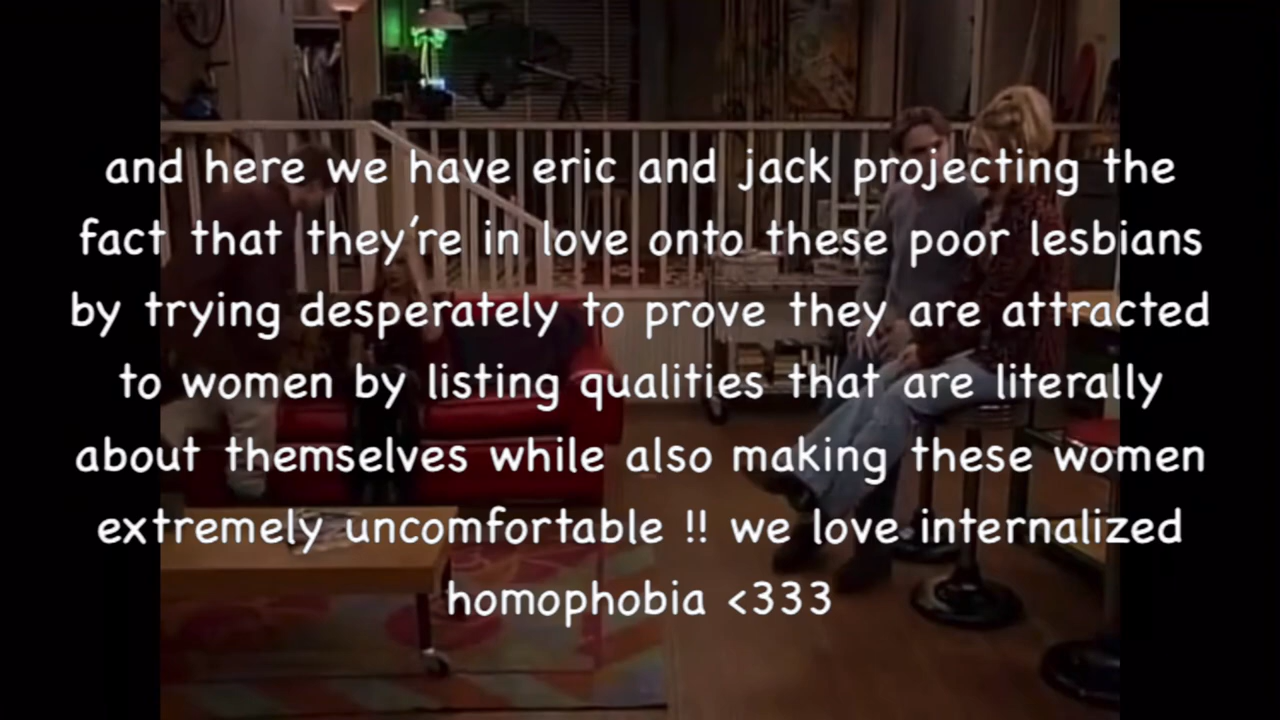 and here we have eric and jack projecting the
fact that they're in love onto these poor lesbians
by trying desperately to prove they are attracted
to women by listing qualities that are literally
about themselves while also making these women
extremely uncomfortable !! we love internalized
homophobia <333